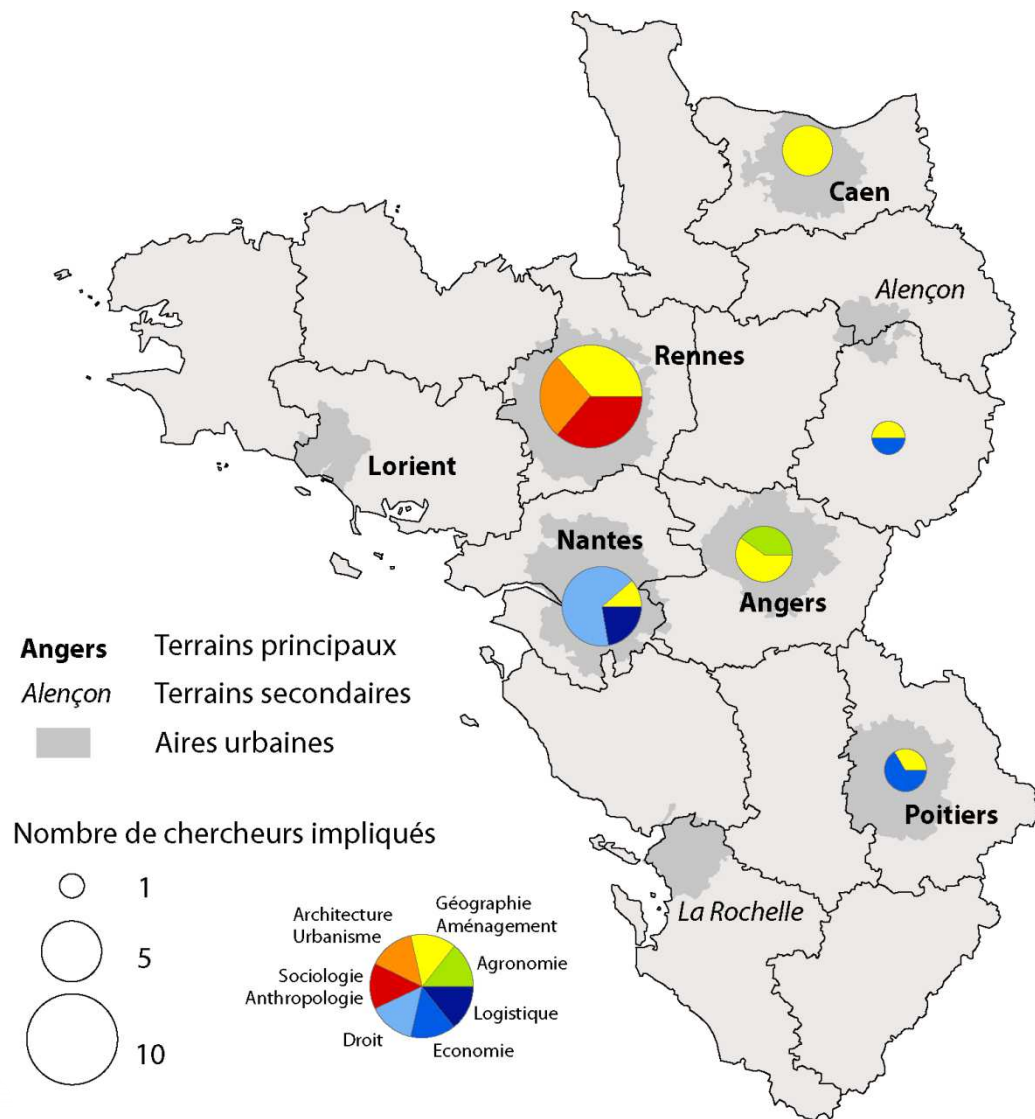 Caen
Alençon
Rennes
Lorient
Nantes
Angers
Angers Terrains principaux
Alençon Terrains secondaires
Aires urbaines
Poitiers
La Rochelle
Nombre de chercheurs impliqués
1
5
10
Architecture
Urbanisme
Géographie
Aménagement
Sociologie
Anthropologie
Agronomie
Logistique
Droit
Economie